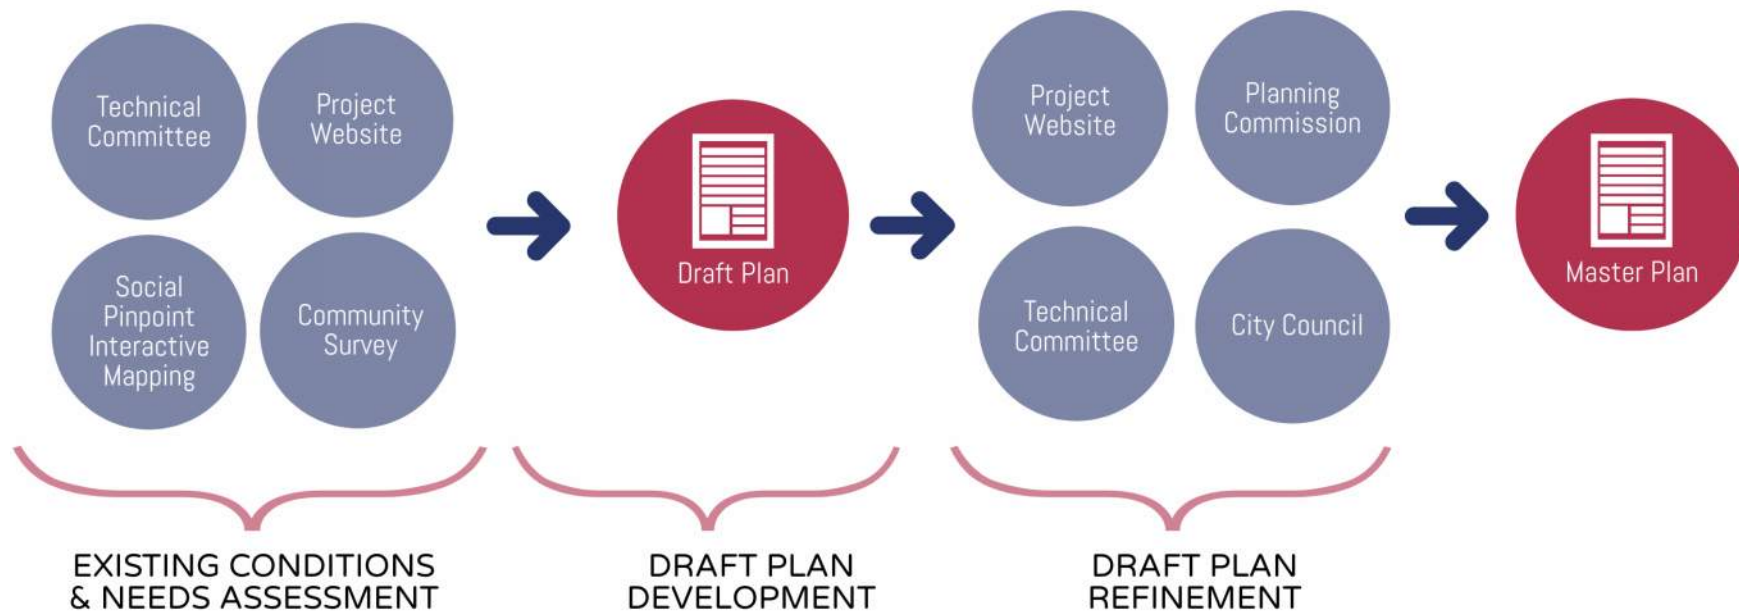 Technical
Committee
Project
Website
Social
Pinpoint
Interactive
Mapping
Community
Survey
Draft Plan
Project
Website
Planning
Commission
Technical
Committee
City Council
Master Plan
EXISTING CONDITIONS
& NEEDS ASSESSMENT
DRAFT PLAN
DEVELOPMENT
DRAFT PLAN
REFINEMENT